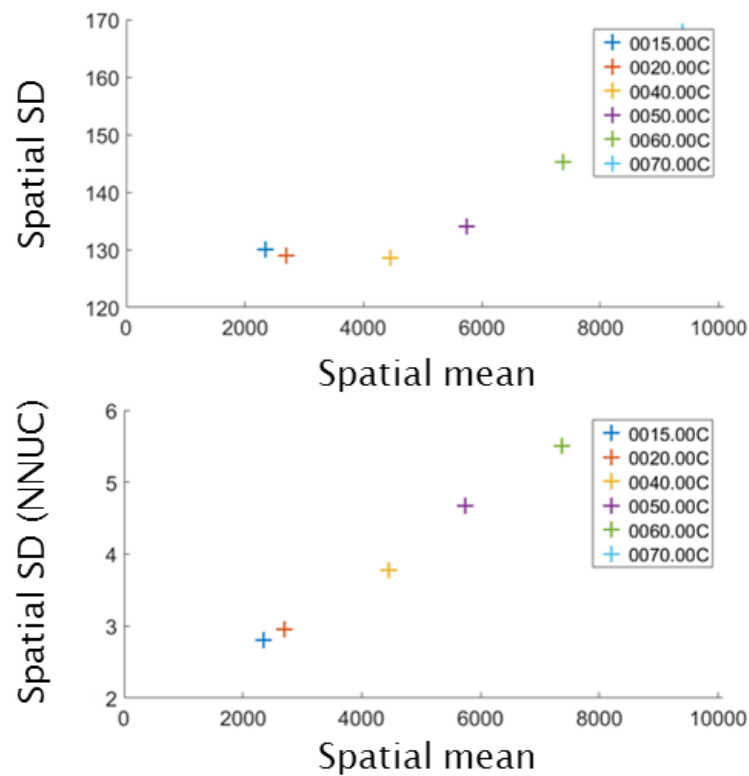 170
160
150
140
130
120
Spatial SD
0 2000 4000 6000 8000 10000
Spatial mean
0015.00C
0020.00C
0040.00C
0050.00C
0060.00C
0070.00C
6
5
4
3
2
Spatial SD (NNUC)
0 2000 4000 6000 8000 10000
Spatial mean
0015.00C
0020.00C
0040.00C
0050.00C
0060.00C
0070.00C